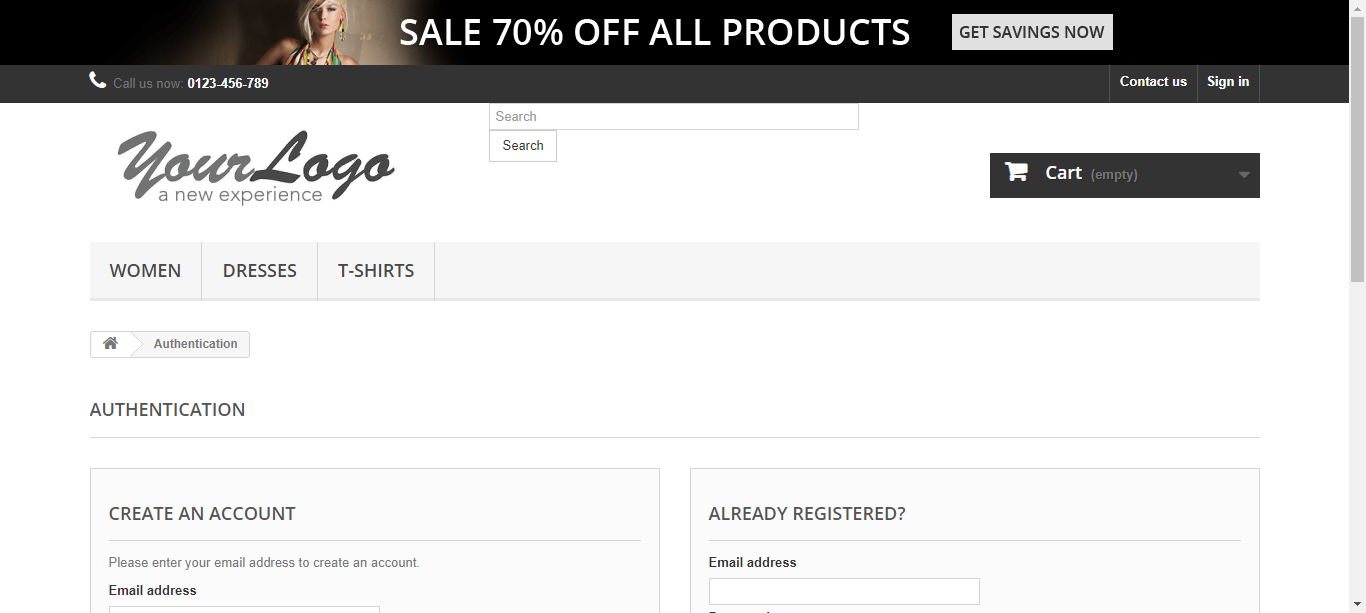 SALE 70% OFF ALL PRODUCTS GET SAVINGS NOW
Call us now: 0123-456-789 Contact us Sign in
Search
Search
YourLogo
a new experience
Cart (empty)
WOMEN DRESSES T-SHIRTS
Authentication
AUTHENTICATION
CREATE AN ACCOUNT
Please enter your email address to create an account.
Email address
ALREADY REGISTERED?
Email address